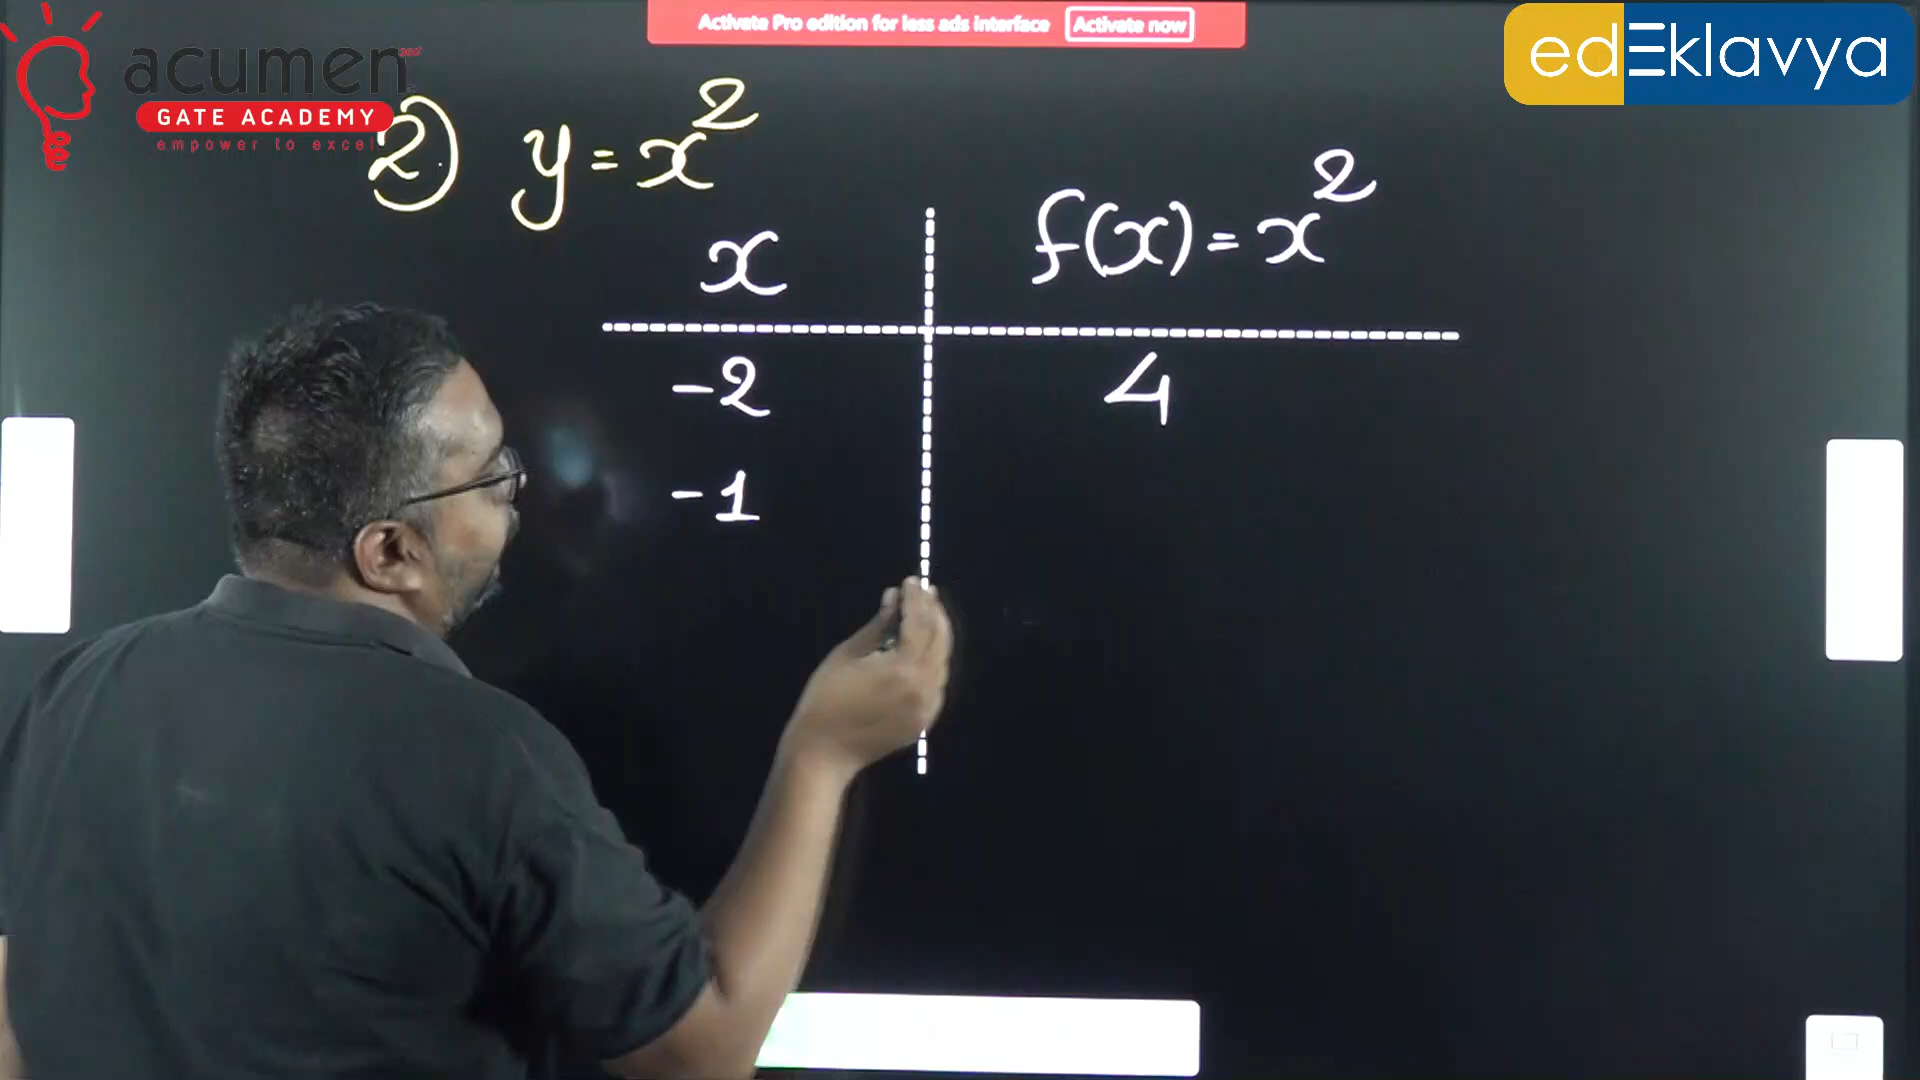 Activate Pro edition for less ads interface Activate now
edEklavya
acumen
GATE ACADEMY
empower to excel
2) y = x²
x f(x) = x²
-2 4
-1